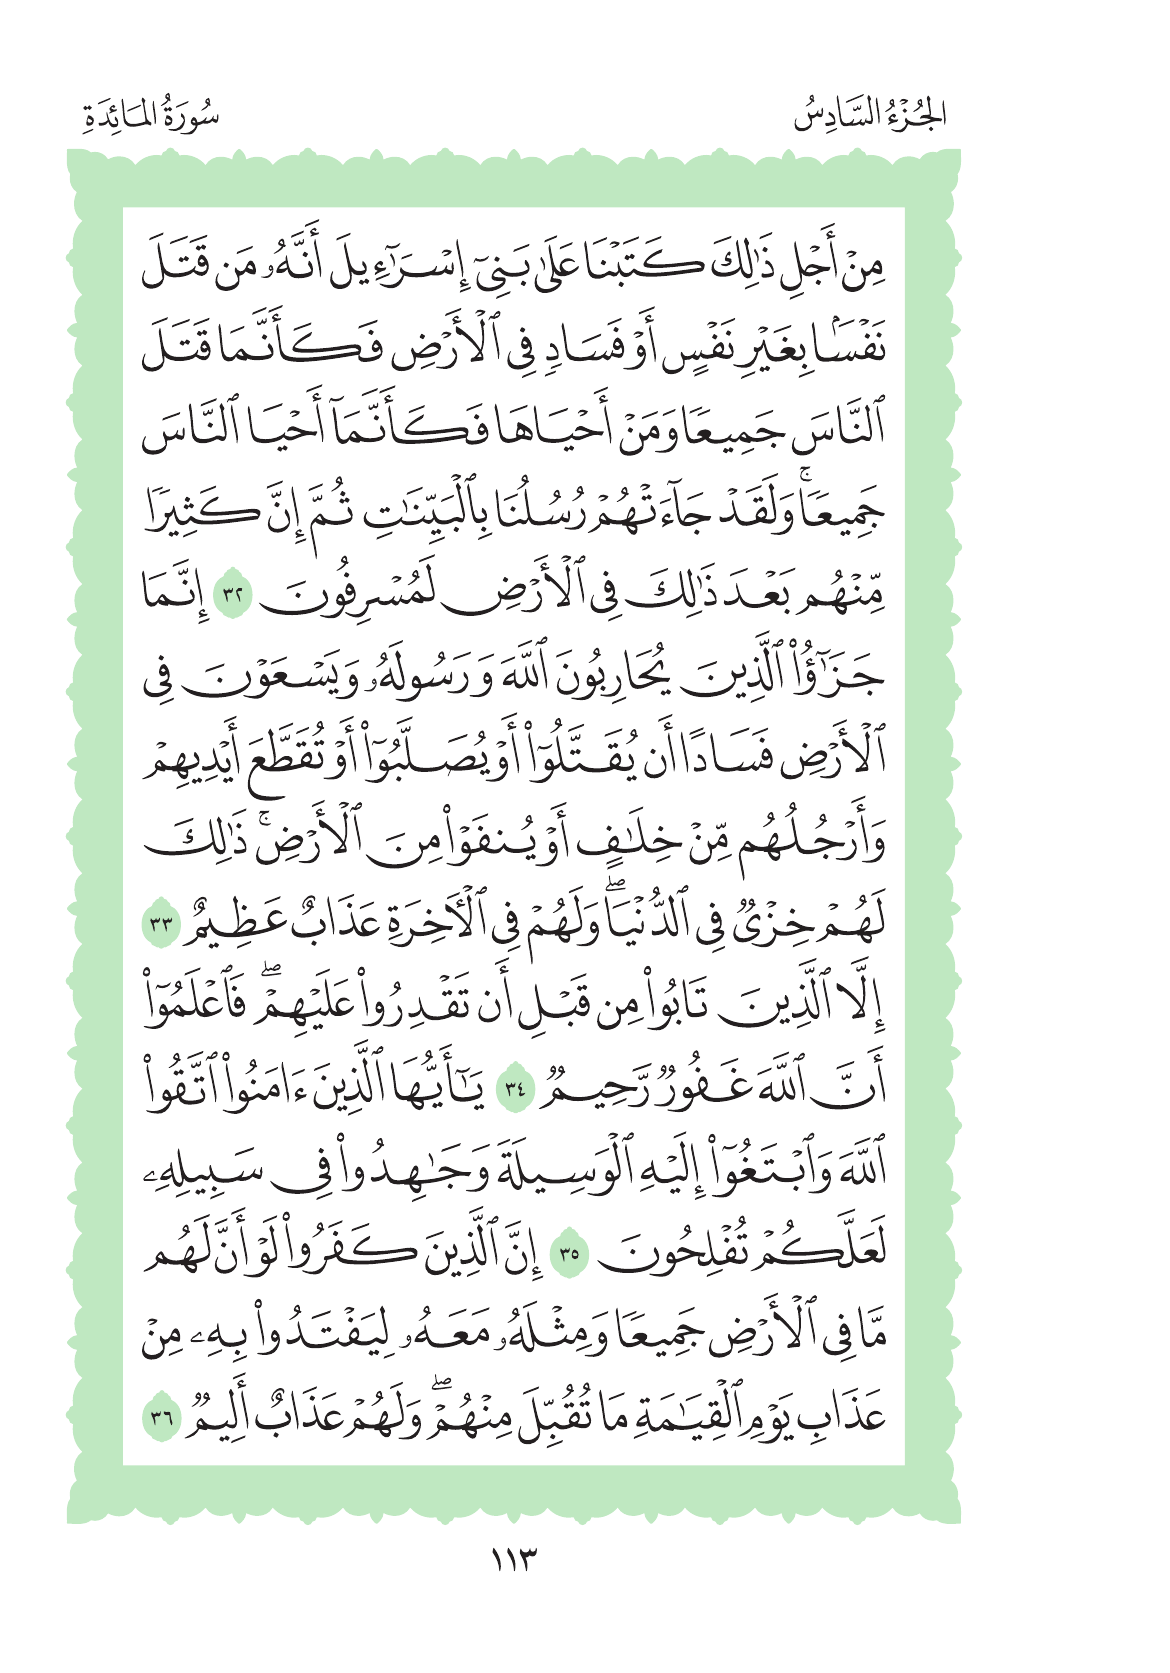 الجُزْءُ السَّادِسُ
سُورَةُ المَائِدَةِ
مِنْ أَجْلِ ذَٰلِكَ كَتَبْنَا عَلَىٰ بَنِىٓ إِسْرَٰٓءِيلَ أَنَّهُۥ مَن قَتَلَ
نَفْسَۢا بِغَيْرِ نَفْسٍ أَوْ فَسَادٍ فِى ٱلْأَرْضِ فَكَأَنَّمَا قَتَلَ
ٱلنَّاسَ جَمِيعًا وَمَنْ أَحْيَاهَا فَكَأَنَّمَآ أَحْيَا ٱلنَّاسَ
جَمِيعًاۚ وَلَقَدْ جَآءَتْهُمْ رُسُلُنَا بِٱلْبَيِّنَٰتِ ثُمَّ إِنَّ كَثِيرًا
مِّنْهُم بَعْدَ ذَٰلِكَ فِى ٱلْأَرْضِ لَمُسْرِفُونَ ٣٢ إِنَّمَا
جَزَٰٓؤُا۟ ٱلَّذِينَ يُحَارِبُونَ ٱللَّهَ وَرَسُولَهُۥ وَيَسْعَوْنَ فِى
ٱلْأَرْضِ فَسَادًا أَن يُقَتَّلُوٓا۟ أَوْ يُصَلَّبُوٓا۟ أَوْ تُقَطَّعَ أَيْدِيهِمْ
وَأَرْجُلُهُم مِّنْ خِلَٰفٍ أَوْ يُنفَوْا۟ مِنَ ٱلْأَرْضِۚ ذَٰلِكَ
لَهُمْ خِزْىٌ فِى ٱلدُّنْيَاۖ وَلَهُمْ فِى ٱلْـَٔاخِرَةِ عَذَابٌ عَظِيمٌ ٣٣
إِلَّا ٱلَّذِينَ تَابُوا۟ مِن قَبْلِ أَن تَقْدِرُوا۟ عَلَيْهِمْۖ فَٱعْلَمُوٓا۟
أَنَّ ٱللَّهَ غَفُورٌ رَّحِيمٌ ٣٤ يَٰٓأَيُّهَا ٱلَّذِينَ ءَامَنُوا۟ ٱتَّقُوا۟
ٱللَّهَ وَٱبْتَغُوٓا۟ إِلَيْهِ ٱلْوَسِيلَةَ وَجَٰهِدُوا۟ فِى سَبِيلِهِۦ
لَعَلَّكُمْ تُفْلِحُونَ ٣٥ إِنَّ ٱلَّذِينَ كَفَرُوا۟ لَوْ أَنَّ لَهُم
مَّا فِى ٱلْأَرْضِ جَمِيعًا وَمِثْلَهُۥ مَعَهُۥ لِيَفْتَدُوا۟ بِهِۦ مِنْ
عَذَابِ يَوْمِ ٱلْقِيَٰمَةِ مَا تُقُبِّلَ مِنْهُمْۖ وَلَهُمْ عَذَابٌ أَلِيمٌ ٣٦
١١٣